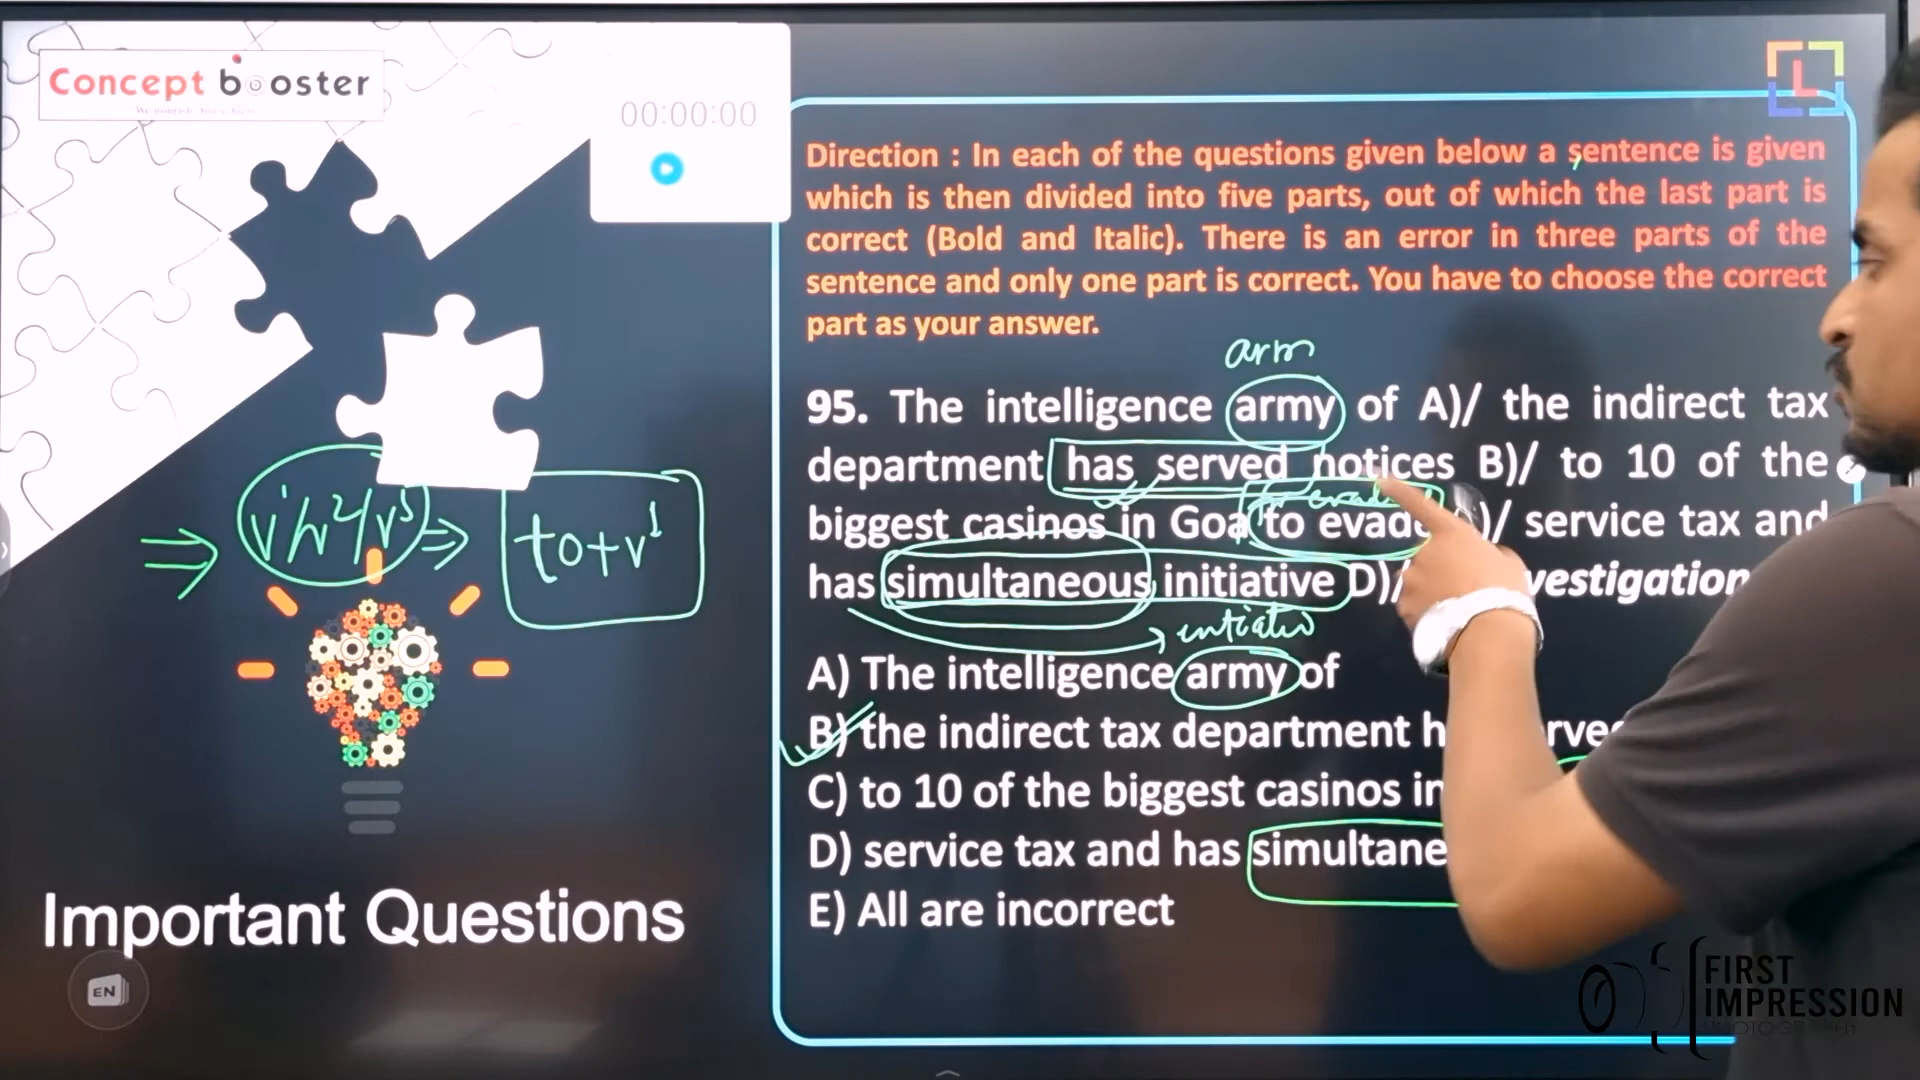 Concept booster
00:00:00
Direction : In each of the questions given below a sentence is given
which is then divided into five parts, out of which the last part is
correct (Bold and Italic). There is an error in three parts of the
sentence and only one part is correct. You have to choose the correct
part as your answer.
arm
95. The intelligence army of A)/ the indirect tax
department has served notices B)/ to 10 of the
biggest casinos in Goa to evade )/ service tax and
has simultaneous initiative D)/ vestigation
A) The intelligence army of
B) the indirect tax department h
C) to 10 of the biggest casinos in
D) service tax and has simultane
E) All are incorrect
to+v¹
Important Questions
EN
FIRST
IMPRESSION